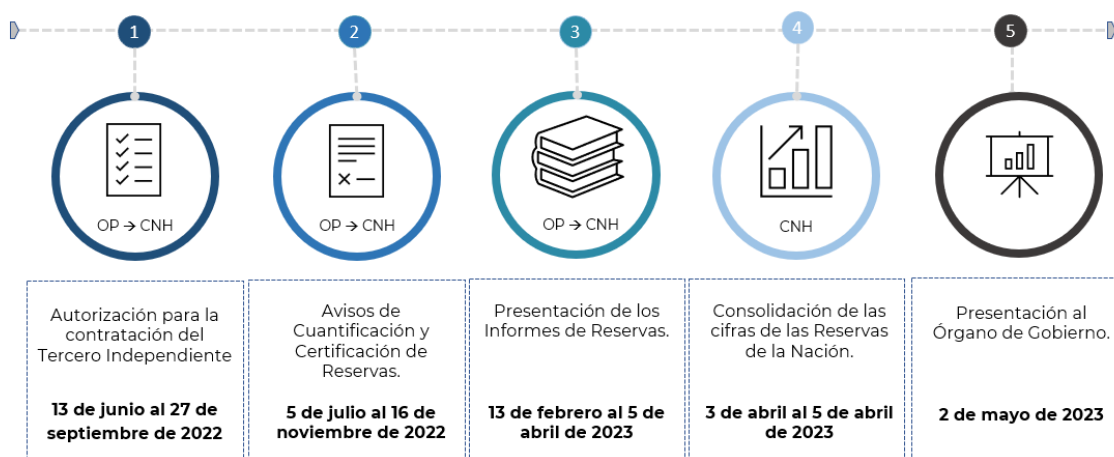 1
2
3
4
5
OP → CNH
OP → CNH
OP → CNH
CNH
Autorización para la
contratación del
Tercero Independiente
13 de junio al 27 de
septiembre de 2022
Avisos de
Cuantificación y
Certificación de
Reservas.
5 de julio al 16 de
noviembre de 2022
Presentación de los
Informes de Reservas.
13 de febrero al 5 de
abril de 2023
Consolidación de las
cifras de las Reservas
de la Nación.
3 de abril al 5 de abril
de 2023
Presentación al
Órgano de Gobierno.
2 de mayo de 2023